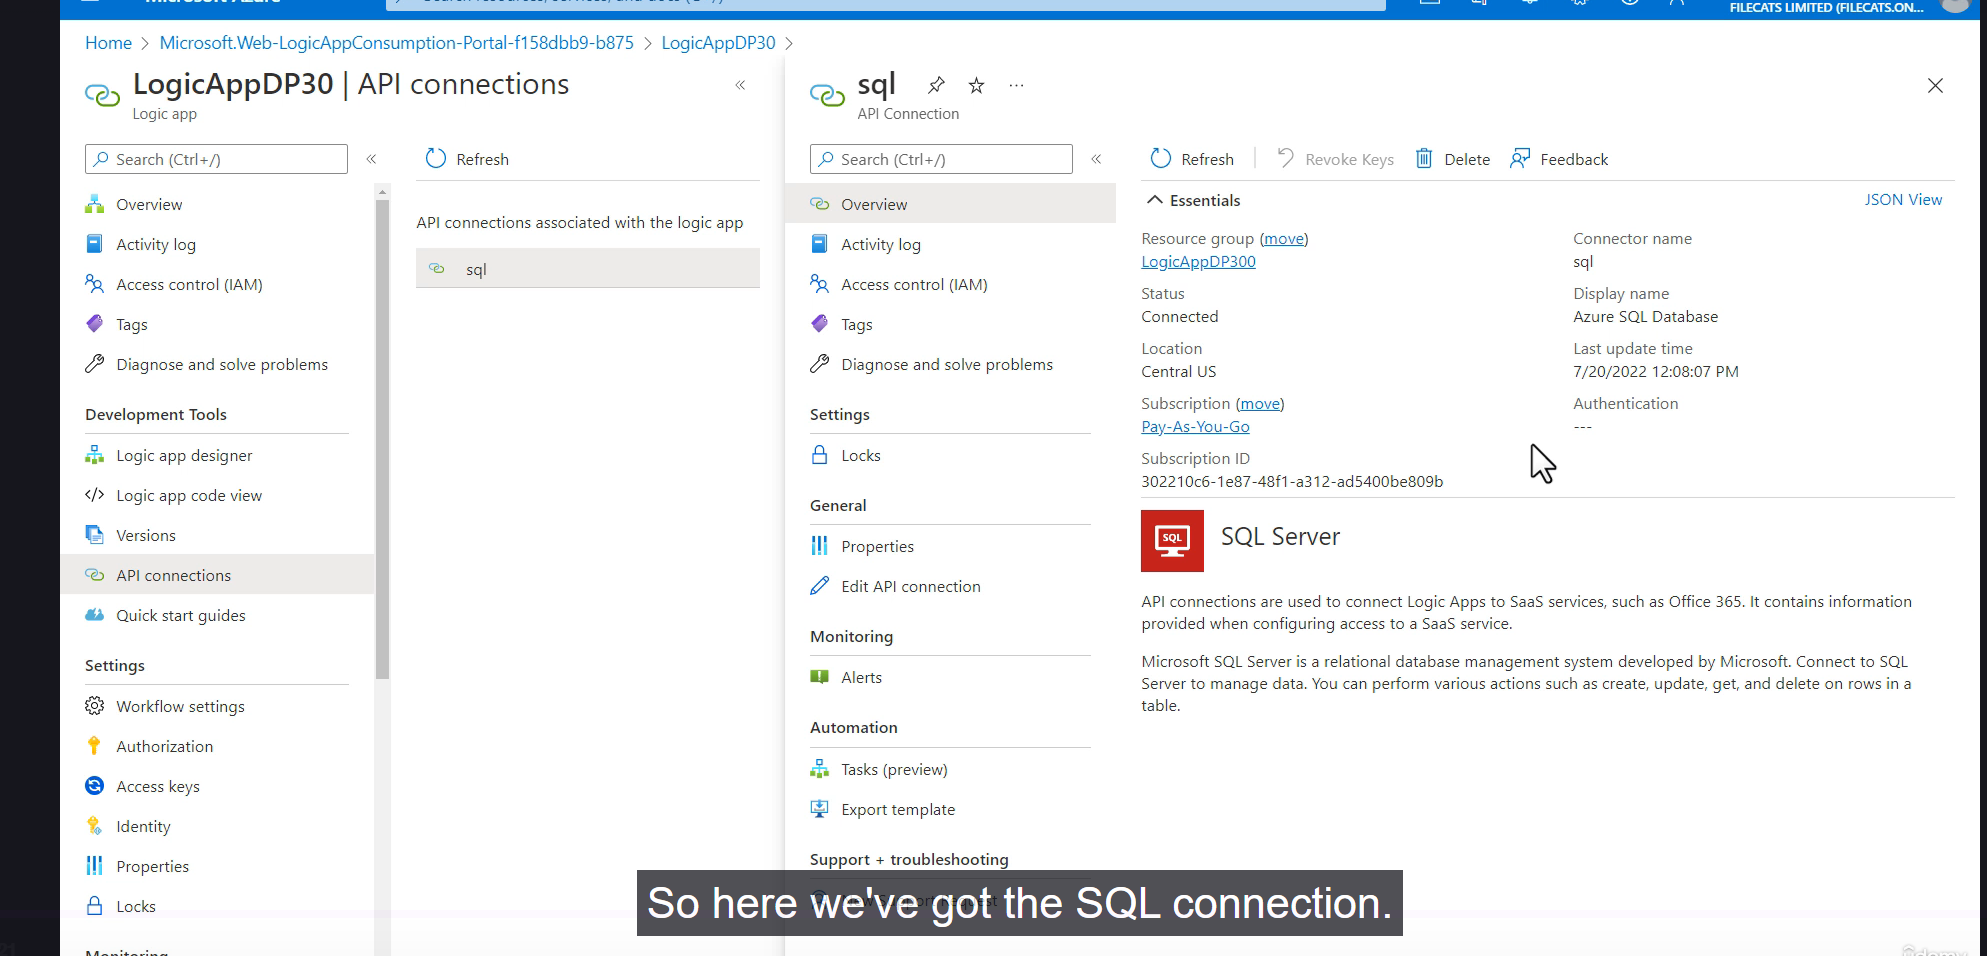 Microsoft Azure
FILECATS LIMITED (FILECATS.ON...
Home > Microsoft.Web-LogicAppConsumption-Portal-f158dbb9-b875 > LogicAppDP30 >
LogicAppDP30 | API connections
Logic app
Search (Ctrl+/)
Overview
Activity log
Access control (IAM)
Tags
Diagnose and solve problems
Development Tools
Logic app designer
Logic app code view
Versions
API connections
Quick start guides
Settings
Workflow settings
Authorization
Access keys
Identity
Properties
Locks
Monitoring
Refresh
API connections associated with the logic app
sql
sql
API Connection
Search (Ctrl+/)
Overview
Activity log
Access control (IAM)
Tags
Diagnose and solve problems
Settings
Locks
General
Properties
Edit API connection
Monitoring
Alerts
Automation
Tasks (preview)
Export template
Support + troubleshooting
Refresh
Revoke Keys
Delete
Feedback
Essentials
JSON View
Resource group (move)
LogicAppDP300
Status
Connected
Location
Central US
Subscription (move)
Pay-As-You-Go
Subscription ID
302210c6-1e87-48f1-a312-ad5400be809b
Connector name
sql
Display name
Azure SQL Database
Last update time
7/20/2022 12:08:07 PM
Authentication
---
SQL
SQL Server
API connections are used to connect Logic Apps to SaaS services, such as Office 365. It contains information
provided when configuring access to a SaaS service.
Microsoft SQL Server is a relational database management system developed by Microsoft. Connect to SQL
Server to manage data. You can perform various actions such as create, update, get, and delete on rows in a
table.
So here we've got the SQL connection.